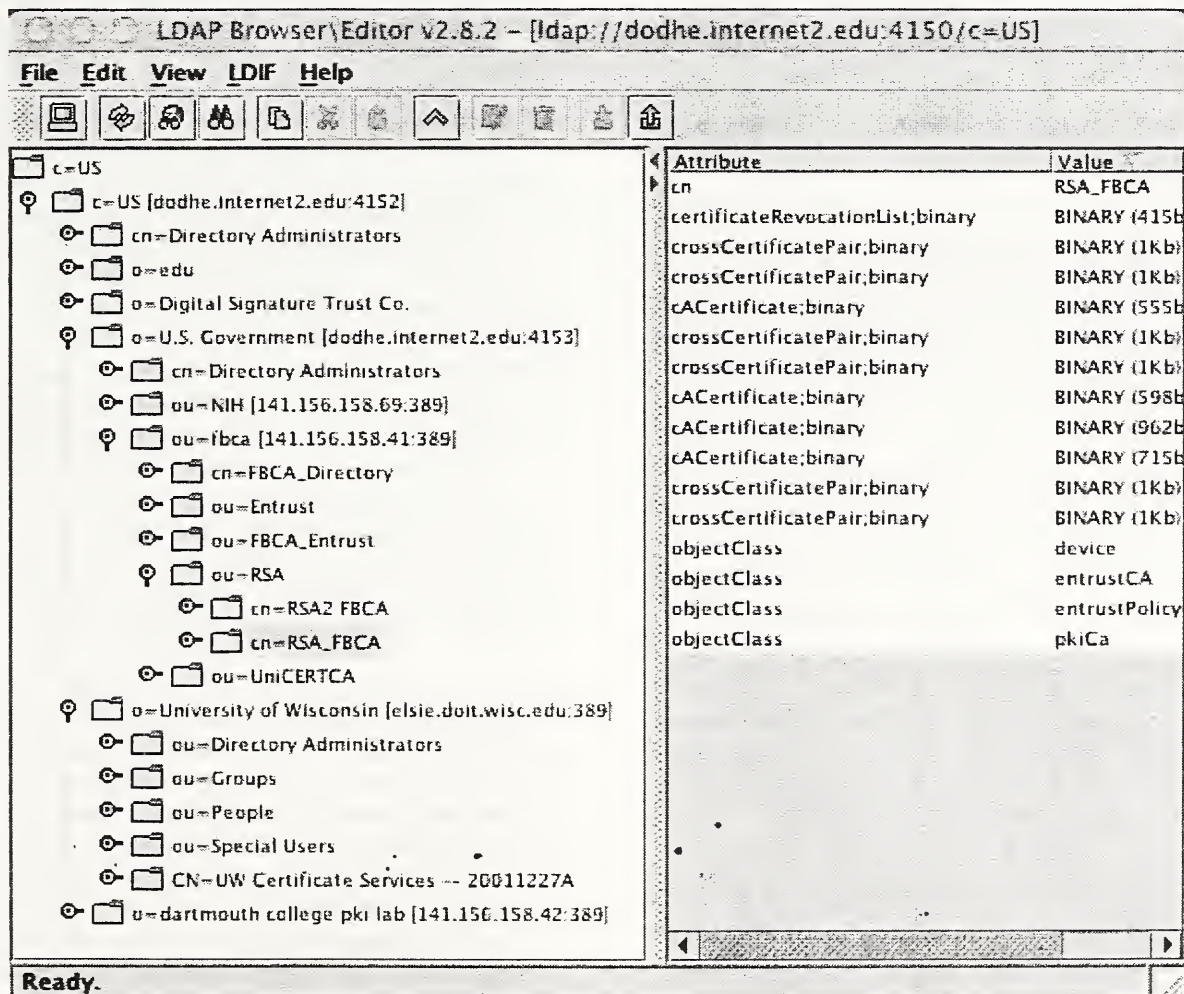 LDAP Browser\Editor v2.8.2 – [ldap://dodhe.internet2.edu:4150/c=US]
File Edit View LDIF Help
c=US
c=US [dodhe.internet2.edu:4152]
cn=Directory Administrators
o=edu
o=Digital Signature Trust Co.
o=U.S. Government [dodhe.internet2.edu:4153]
cn=Directory Administrators
ou=NIH [141.156.158.69:389]
ou=fbca [141.156.158.41:389]
cn=FBCA_Directory
ou=Entrust
ou=FBCA_Entrust
ou=RSA
cn=RSA2 FBCA
cn=RSA_FBCA
ou=UniCERTCA
o=University of Wisconsin [elsie.doit.wisc.edu:389]
ou=Directory Administrators
ou=Groups
ou=People
ou=Special Users
CN=UW Certificate Services -- 20011227A
o=dartmouth college pki lab [141.156.158.42:389]
Attribute Value
cn RSA_FBCA
certificateRevocationList;binary BINARY (415b
crossCertificatePair;binary BINARY (1Kb)
crossCertificatePair;binary BINARY (1Kb)
cACertificate;binary BINARY (555b
crossCertificatePair;binary BINARY (1Kb)
crossCertificatePair;binary BINARY (1Kb)
cACertificate;binary BINARY (598b
cACertificate;binary BINARY (962b
cACertificate;binary BINARY (715b
crossCertificatePair;binary BINARY (1Kb)
crossCertificatePair;binary BINARY (1Kb)
objectClass device
objectClass entrustCA
objectClass entrustPolicy
objectClass pkiCa
Ready.